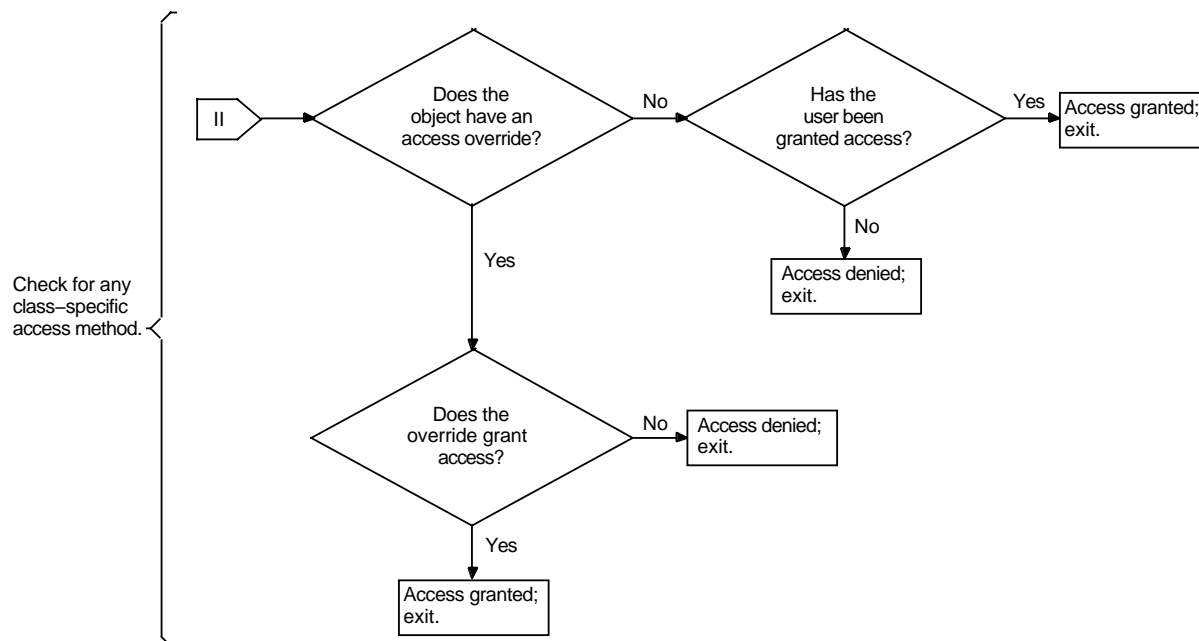 II
Does the
object have an
access override?
No
Has the
user been
granted access?
Yes
Access granted;
exit.
No
Access denied;
exit.
Yes
Check for any
class–specific
access method.
Does the
override grant
access?
No
Access denied;
exit.
Yes
Access granted;
exit.